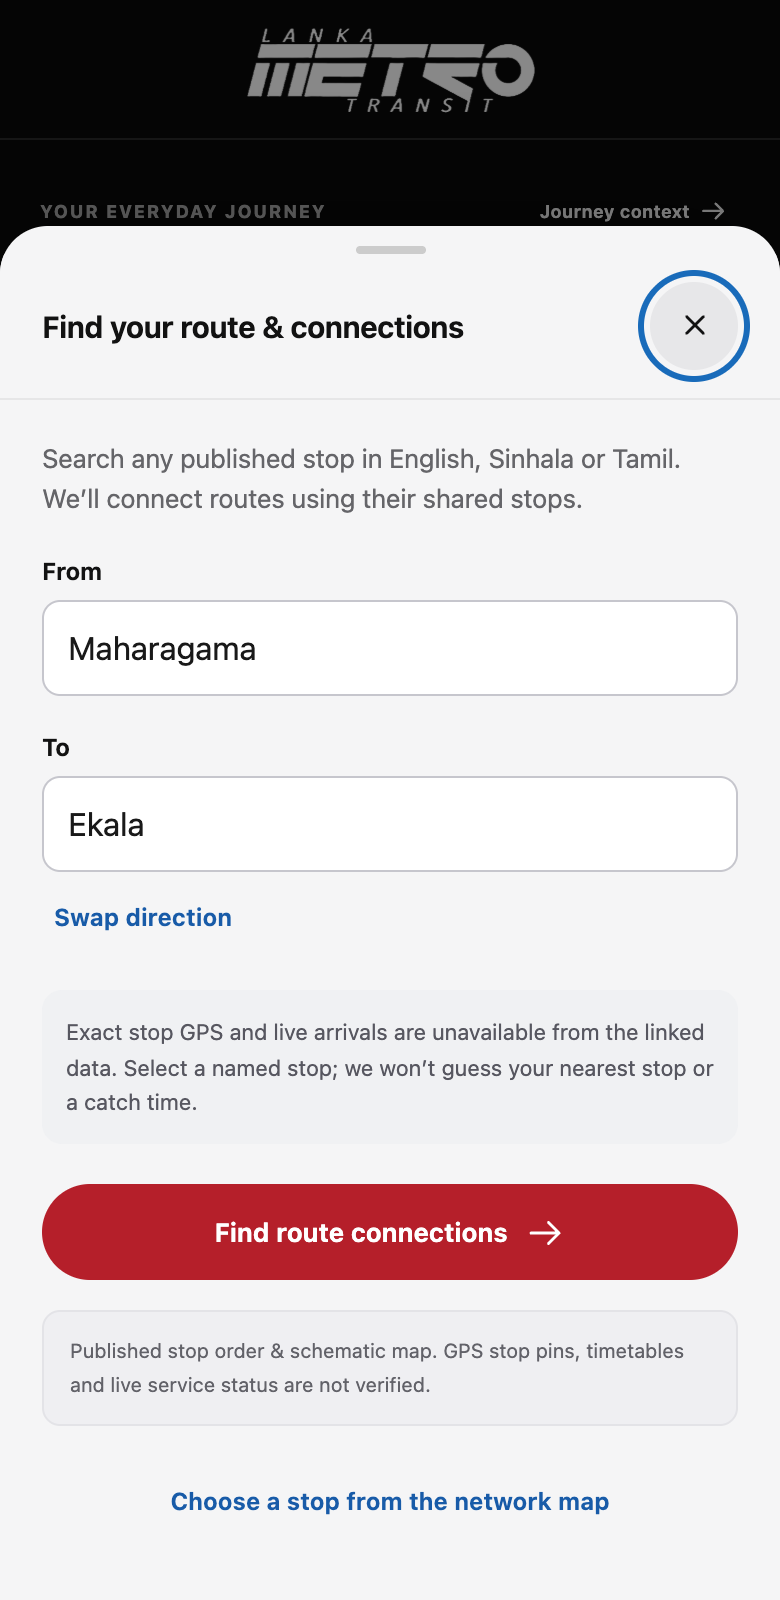 LANKA
METRO
TRANSIT
YOUR EVERYDAY JOURNEY
Journey context →
Find your route & connections
Search any published stop in English, Sinhala or Tamil.
We’ll connect routes using their shared stops.
From
Maharagama
To
Ekala
Swap direction
Exact stop GPS and live arrivals are unavailable from the linked
data. Select a named stop; we won’t guess your nearest stop or
a catch time.
Find route connections →
Published stop order & schematic map. GPS stop pins, timetables
and live service status are not verified.
Choose a stop from the network map